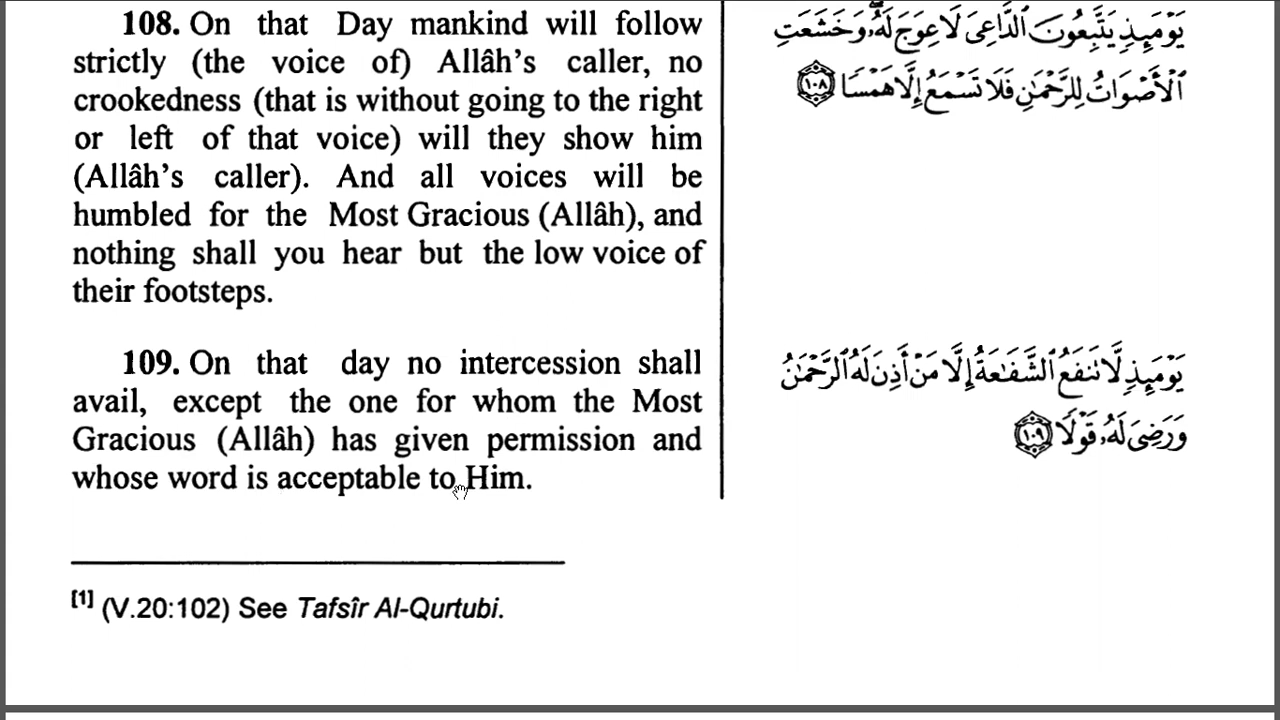 108. On that Day mankind will follow
strictly (the voice of) Allâh’s caller, no
crookedness (that is without going to the right
or left of that voice) will they show him
(Allâh’s caller). And all voices will be
humbled for the Most Gracious (Allâh), and
nothing shall you hear but the low voice of
their footsteps.
109. On that day no intercession shall
avail, except the one for whom the Most
Gracious (Allâh) has given permission and
whose word is acceptable to Him.
يَوْمَئِذٍ يَتَّبِعُونَ ٱلدَّاعِىَ لَا عِوَجَ لَهُۥ ۖ وَخَشَعَتِ
ٱلْأَصْوَاتُ لِلرَّحْمَٰنِ فَلَا تَسْمَعُ إِلَّا هَمْسًا ١٠٨
يَوْمَئِذٍ لَّا تَنفَعُ ٱلشَّفَٰعَةُ إِلَّا مَنْ أَذِنَ لَهُ ٱلرَّحْمَٰنُ
وَرَضِىَ لَهُۥ قَوْلًا ١٠٩
[1] (V.20:102) See Tafsîr Al-Qurtubi.